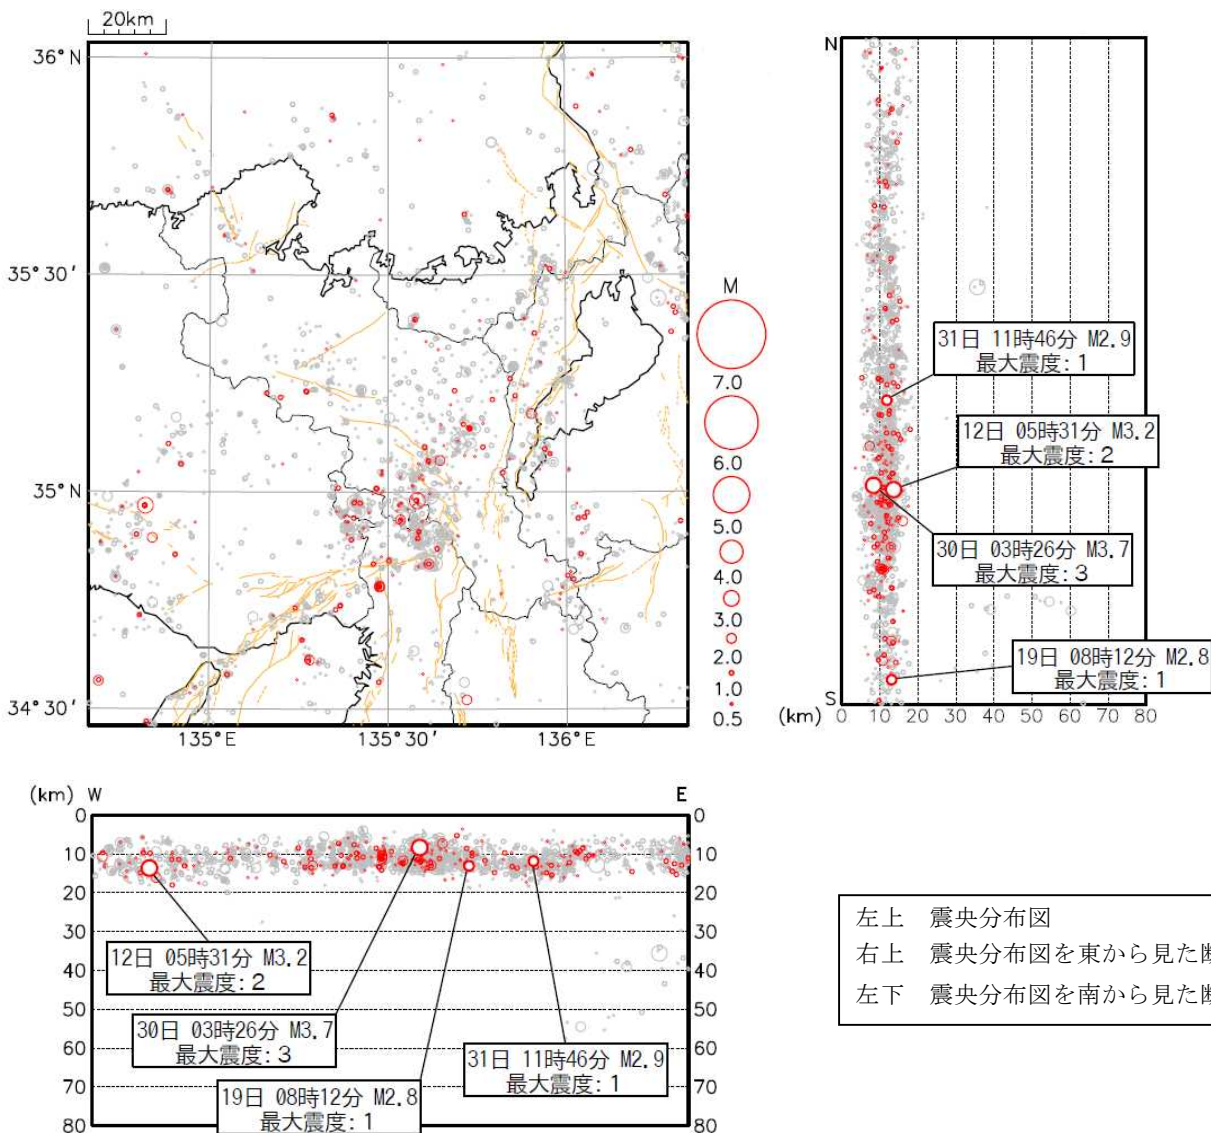 20km
36°N
35°30′
35°N
34°30′
135°E
135°30′
136°E
M
7.0
6.0
5.0
4.0
3.0
2.0
1.0
0.5
N
31日 11時46分 M2.9
最大震度:1
12日 05時31分 M3.2
最大震度:2
30日 03時26分 M3.7
最大震度:3
19日 08時12分 M2.8
最大震度:1
S
(km) 0 10 20 30 40 50 60 70 80
(km) W E
0 0
10 10
20 20
30 30
40 40
50 50
60 60
70 70
80 80
12日 05時31分 M3.2
最大震度:2
30日 03時26分 M3.7
最大震度:3
31日 11時46分 M2.9
最大震度:1
19日 08時12分 M2.8
最大震度:1
左上 震央分布図
右上 震央分布図を東から見た断
左下 震央分布図を南から見た断